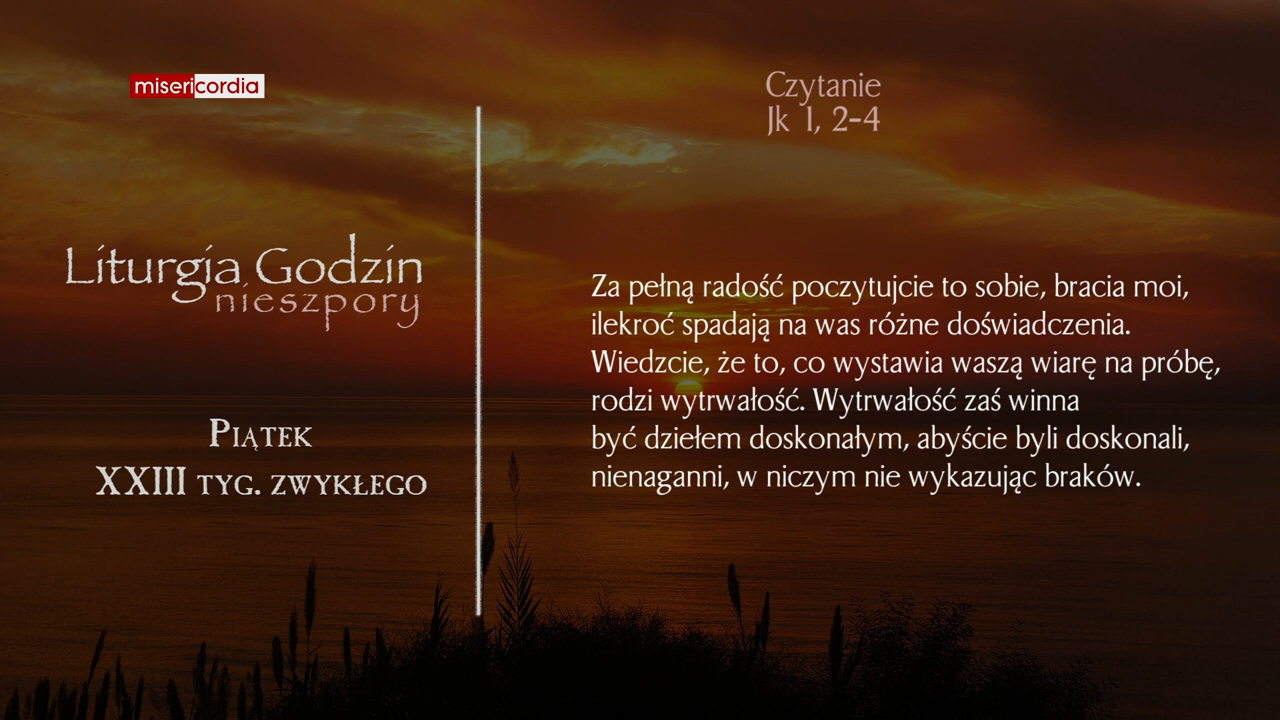 misericordia
Liturgia Godzin
nieszpory
Piątek
XXIII tyg. zwykłego
Czytanie
Jk 1, 2-4
Za pełną radość poczytujcie to sobie, bracia moi,
ilekroć spadają na was różne doświadczenia.
Wiedzcie, że to, co wystawia waszą wiarę na próbę,
rodzi wytrwałość. Wytrwałość zaś winna
być dziełem doskonałym, abyście byli doskonali,
nienaganni, w niczym nie wykazując braków.